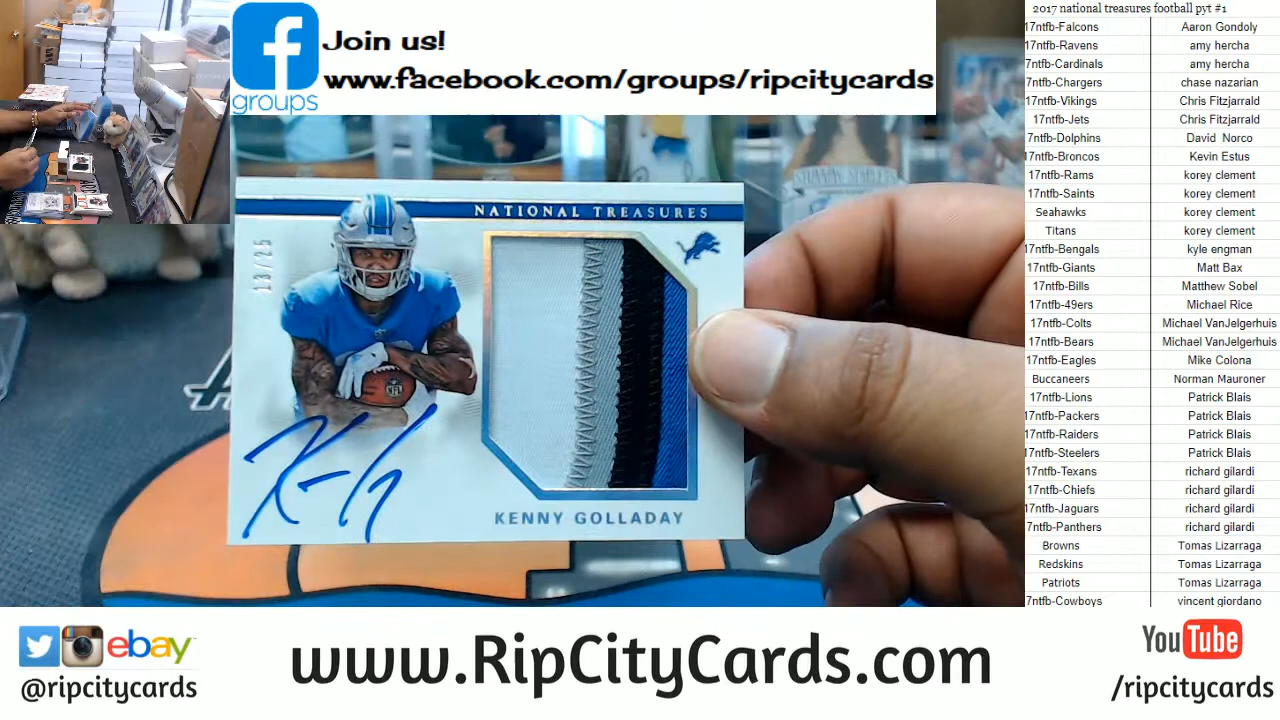 Join us!
www.facebook.com/groups/ripcitycards
groups
NATIONAL TREASURES
13/25
KENNY GOLLADAY
2017 national treasures football pyt #1
17ntfb-Falcons Aaron Gondoly
17ntfb-Ravens amy hercha
7ntfb-Cardinals amy hercha
7ntfb-Chargers chase nazarian
17ntfb-Vikings Chris Fitzjarrald
17ntfb-Jets Chris Fitzjarrald
7ntfb-Dolphins David Norco
17ntfb-Broncos Kevin Estus
17ntfb-Rams korey clement
17ntfb-Saints korey clement
Seahawks korey clement
Titans korey clement
17ntfb-Bengals kyle engman
17ntfb-Giants Matt Bax
17ntfb-Bills Matthew Sobel
17ntfb-49ers Michael Rice
17ntfb-Colts Michael VanJelgerhuis
17ntfb-Bears Michael VanJelgerhuis
17ntfb-Eagles Mike Colona
Buccaneers Norman Mauroner
17ntfb-Lions Patrick Blais
17ntfb-Packers Patrick Blais
17ntfb-Raiders Patrick Blais
17ntfb-Steelers Patrick Blais
17ntfb-Texans richard gilardi
17ntfb-Chiefs richard gilardi
17ntfb-Jaguars richard gilardi
7ntfb-Panthers richard gilardi
Browns Tomas Lizarraga
Redskins Tomas Lizarraga
Patriots Tomas Lizarraga
7ntfb-Cowboys vincent giordano
ebay
@ripcitycards
www.RipCityCards.com
YouTube
/ripcitycards